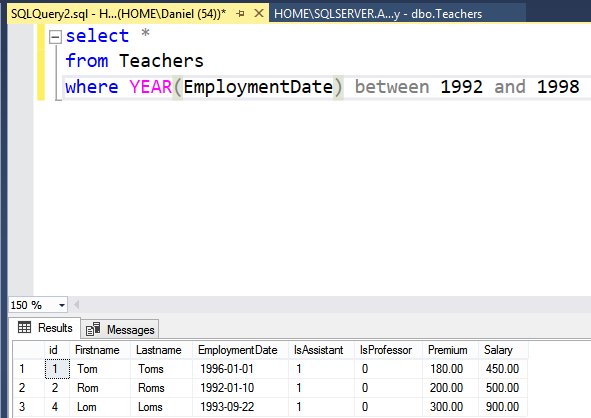 SQLQuery2.sql - H...(HOME\Daniel (54))* HOME\SQLSERVER.A...y - dbo.Teachers
select *
from Teachers
where YEAR(EmploymentDate) between 1992 and 1998
150 %
Results Messages
id Firstname Lastname EmploymentDate IsAssistant IsProfessor Premium Salary
1 1 Tom Toms 1996-01-01 1 0 180.00 450.00
2 2 Rom Roms 1992-01-10 1 0 200.00 500.00
3 4 Lom Loms 1993-09-22 1 0 300.00 900.00